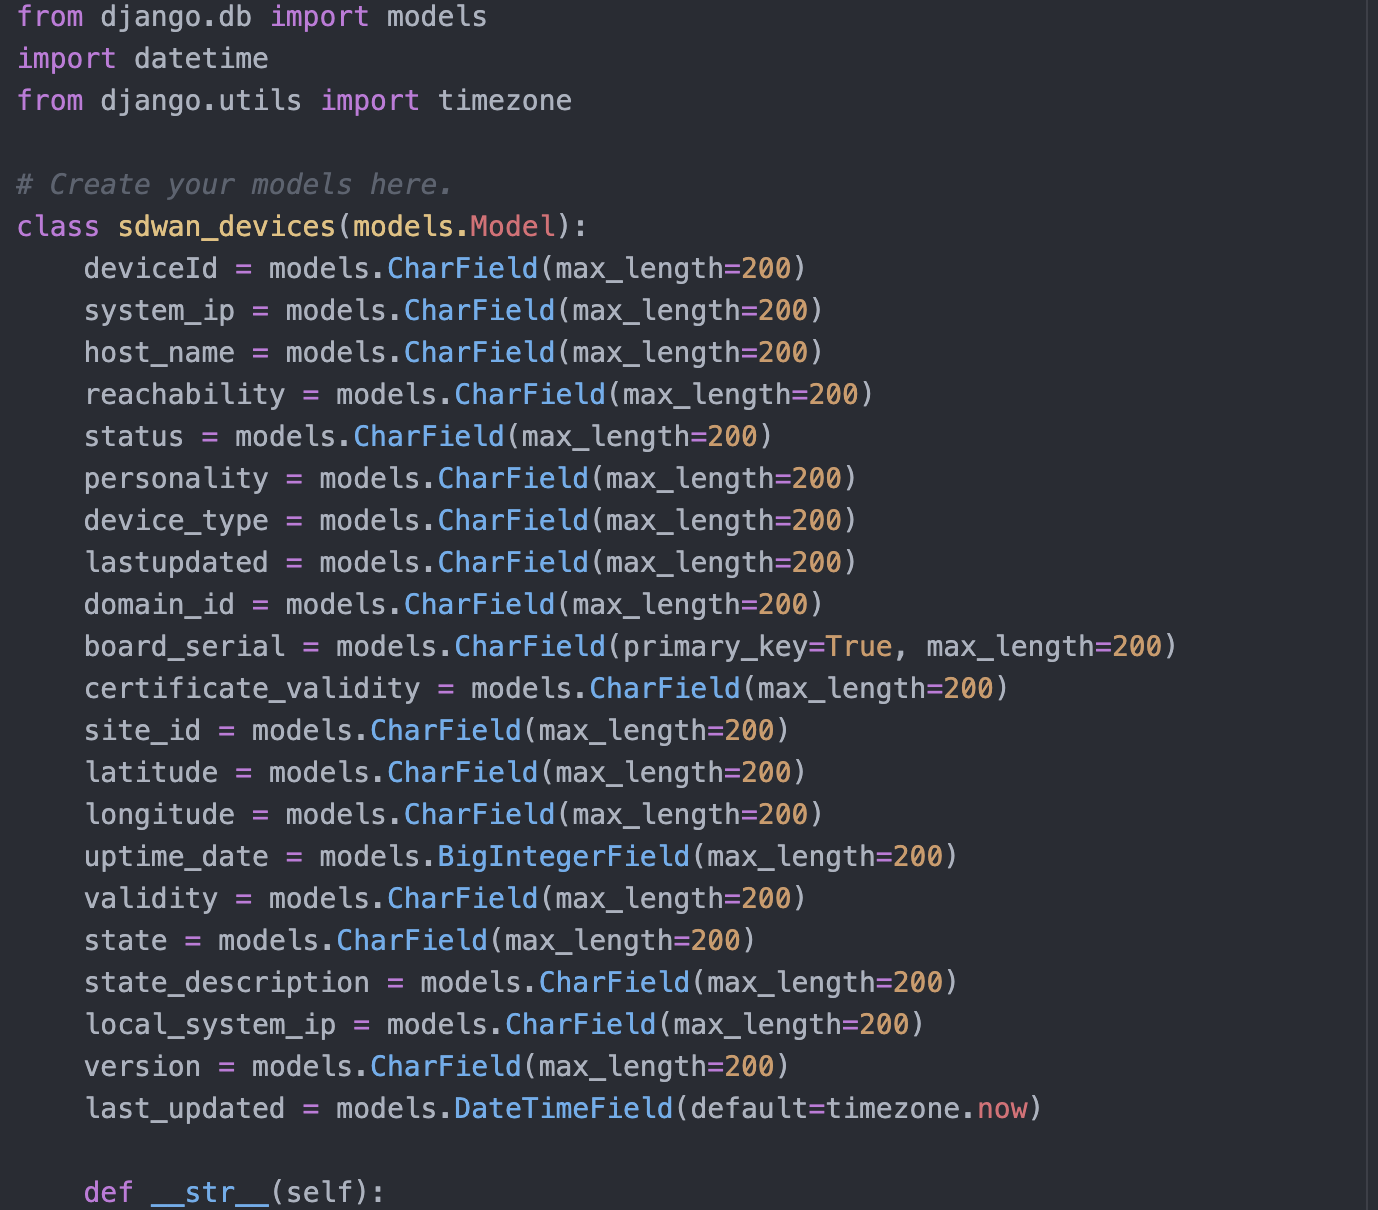 from django.db import models
import datetime
from django.utils import timezone

# Create your models here.
class sdwan_devices(models.Model):
    deviceId = models.CharField(max_length=200)
    system_ip = models.CharField(max_length=200)
    host_name = models.CharField(max_length=200)
    reachability = models.CharField(max_length=200)
    status = models.CharField(max_length=200)
    personality = models.CharField(max_length=200)
    device_type = models.CharField(max_length=200)
    lastupdated = models.CharField(max_length=200)
    domain_id = models.CharField(max_length=200)
    board_serial = models.CharField(primary_key=True, max_length=200)
    certificate_validity = models.CharField(max_length=200)
    site_id = models.CharField(max_length=200)
    latitude = models.CharField(max_length=200)
    longitude = models.CharField(max_length=200)
    uptime_date = models.BigIntegerField(max_length=200)
    validity = models.CharField(max_length=200)
    state = models.CharField(max_length=200)
    state_description = models.CharField(max_length=200)
    local_system_ip = models.CharField(max_length=200)
    version = models.CharField(max_length=200)
    last_updated = models.DateTimeField(default=timezone.now)

    def __str__(self):